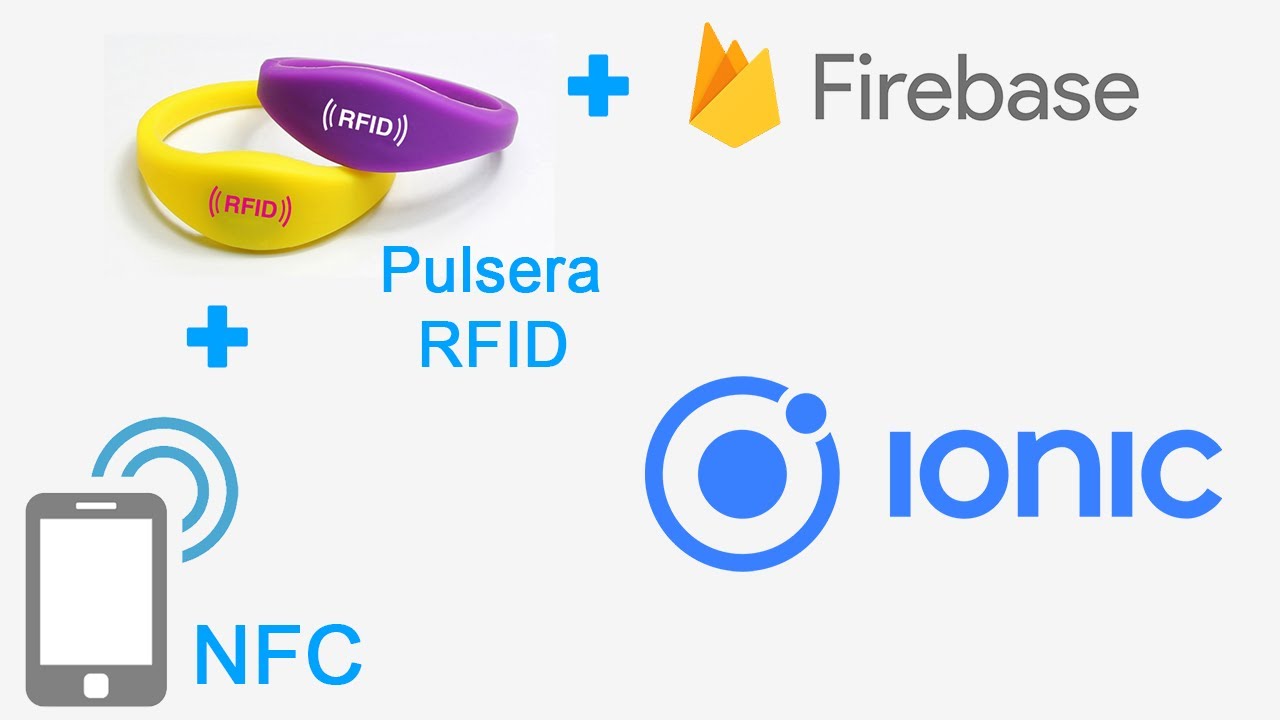 ((RFID))
Firebase
((RFID))
Pulsera
RFID
ionic
NFC